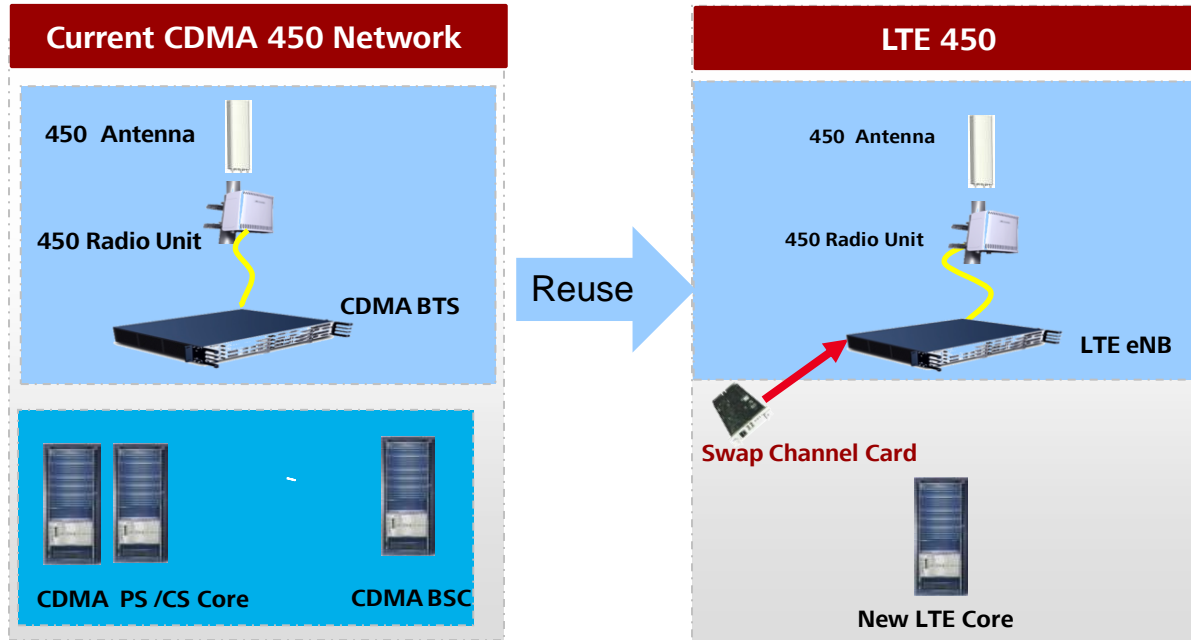 Current CDMA 450 Network
450 Antenna
450 Radio Unit
CDMA BTS
CDMA PS /CS Core
CDMA BSC
Reuse
LTE 450
450 Antenna
450 Radio Unit
LTE eNB
Swap Channel Card
New LTE Core